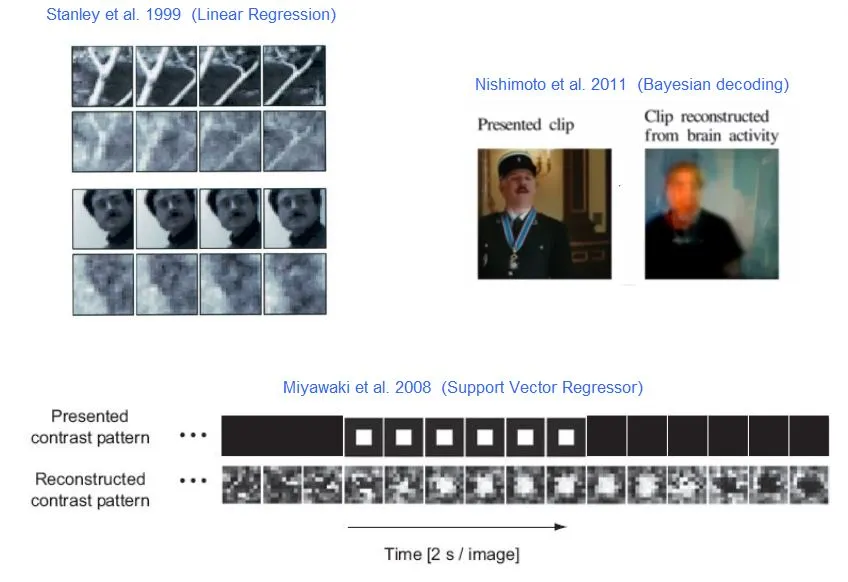 Stanley et al. 1999 (Linear Regression)
Nishimoto et al. 2011 (Bayesian decoding)
Presented clip
Clip reconstructed
from brain activity
Miyawaki et al. 2008 (Support Vector Regressor)
Presented
contrast pattern
•••
Reconstructed
contrast pattern
•••
Time [2 s / image]